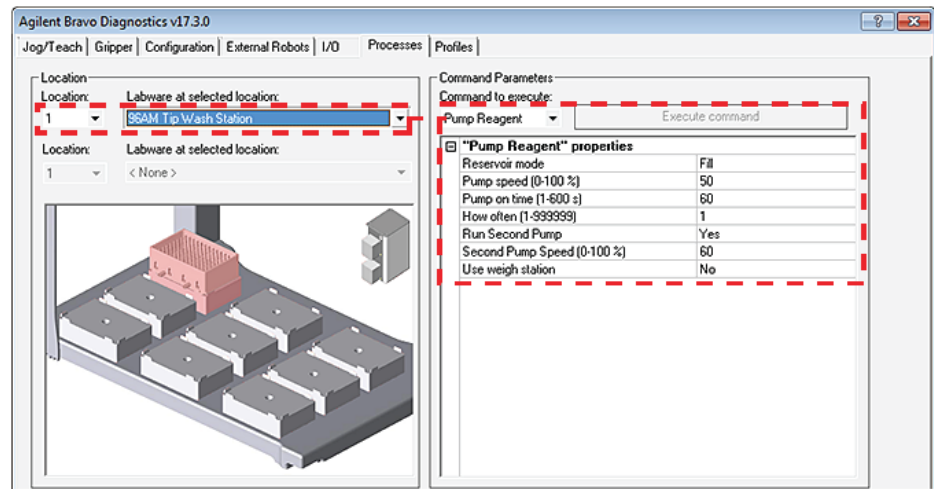 Agilent Bravo Diagnostics v17.3.0
Jog/Teach Gripper Configuration External Robots I/O Processes Profiles
Location
Location: Labware at selected location:
1 96AM Tip Wash Station
Location: Labware at selected location:
1 < None >
Command Parameters
Command to execute:
Pump Reagent Execute command
"Pump Reagent" properties
Reservoir mode Fill
Pump speed (0-100 %) 50
Pump on time (1-600 s) 60
How often (1-999999) 1
Run Second Pump Yes
Second Pump Speed (0-100 %) 60
Use weigh station No